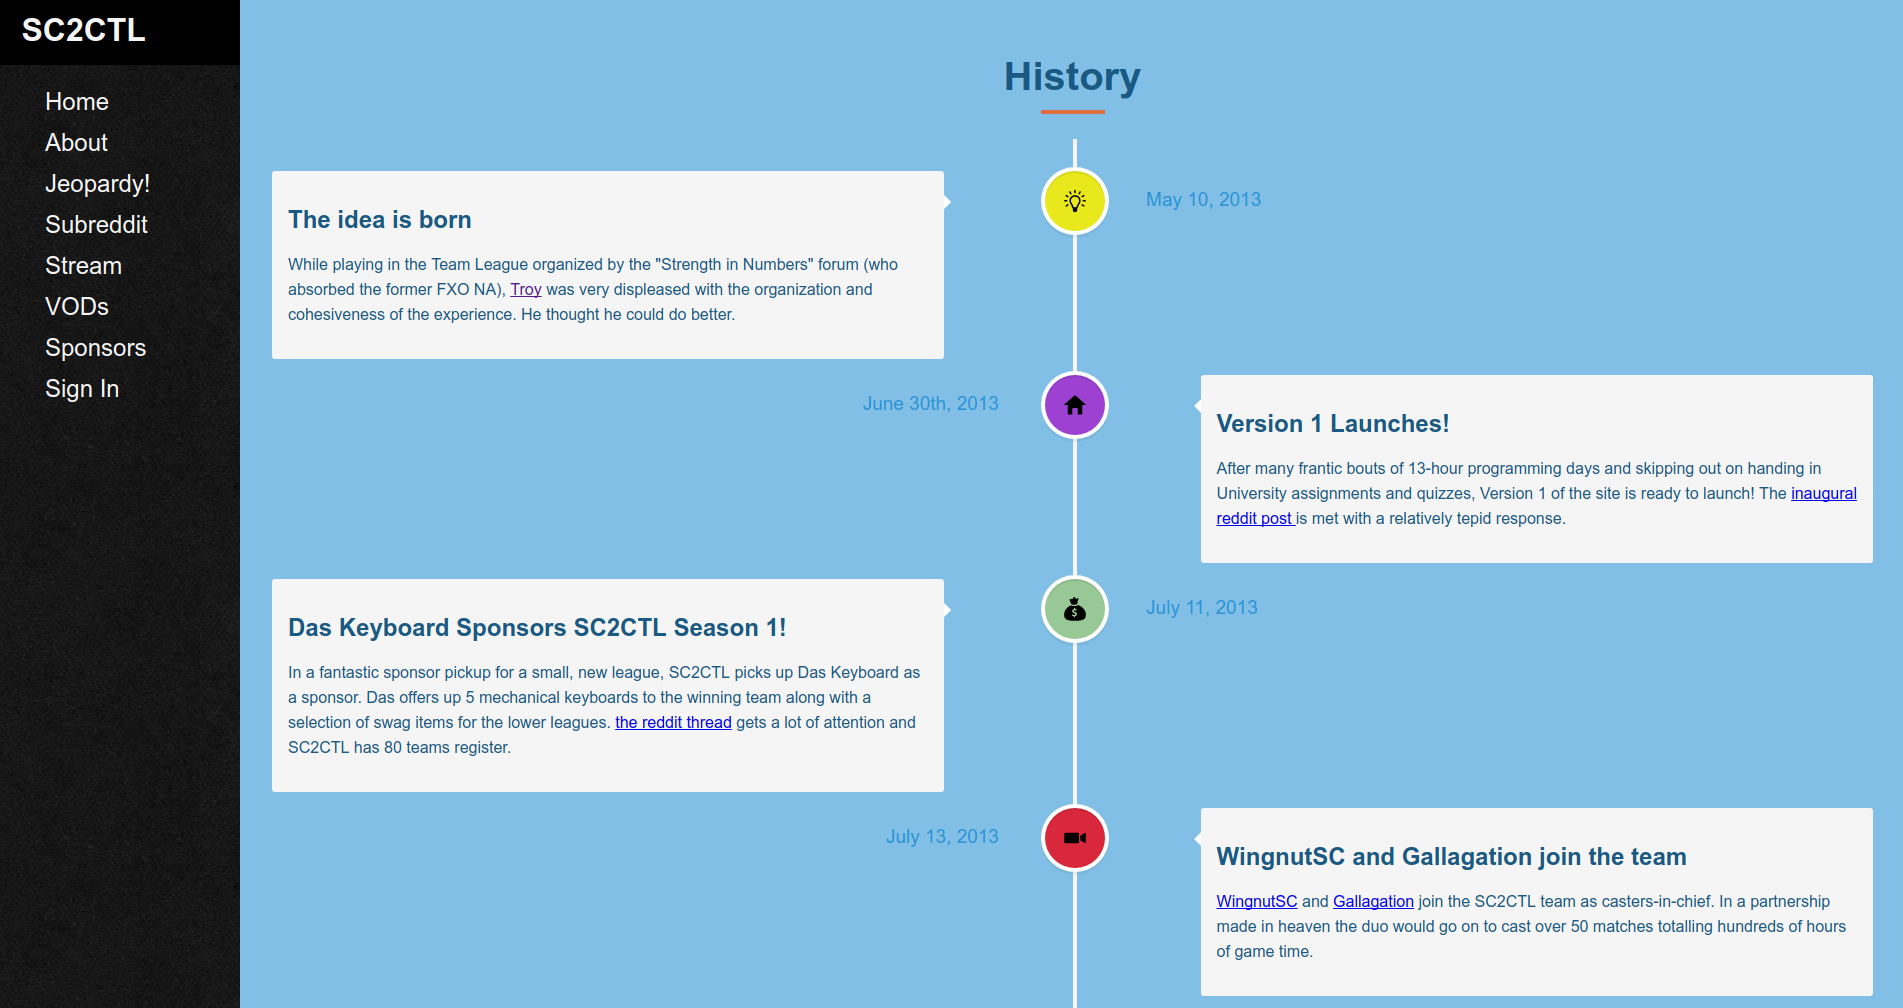 SC2CTL
Home
About
Jeopardy!
Subreddit
Stream
VODs
Sponsors
Sign In
History
The idea is born
While playing in the Team League organized by the "Strength in Numbers" forum (who
absorbed the former FXO NA), Troy was very displeased with the organization and
cohesiveness of the experience. He thought he could do better.
May 10, 2013
June 30th, 2013
Version 1 Launches!
After many frantic bouts of 13-hour programming days and skipping out on handing in
University assignments and quizzes, Version 1 of the site is ready to launch! The inaugural
reddit post is met with a relatively tepid response.
Das Keyboard Sponsors SC2CTL Season 1!
In a fantastic sponsor pickup for a small, new league, SC2CTL picks up Das Keyboard as
a sponsor. Das offers up 5 mechanical keyboards to the winning team along with a
selection of swag items for the lower leagues. the reddit thread gets a lot of attention and
SC2CTL has 80 teams register.
July 11, 2013
July 13, 2013
WingnutSC and Gallagation join the team
WingnutSC and Gallagation join the SC2CTL team as casters-in-chief. In a partnership
made in heaven the duo would go on to cast over 50 matches totalling hundreds of hours
of game time.